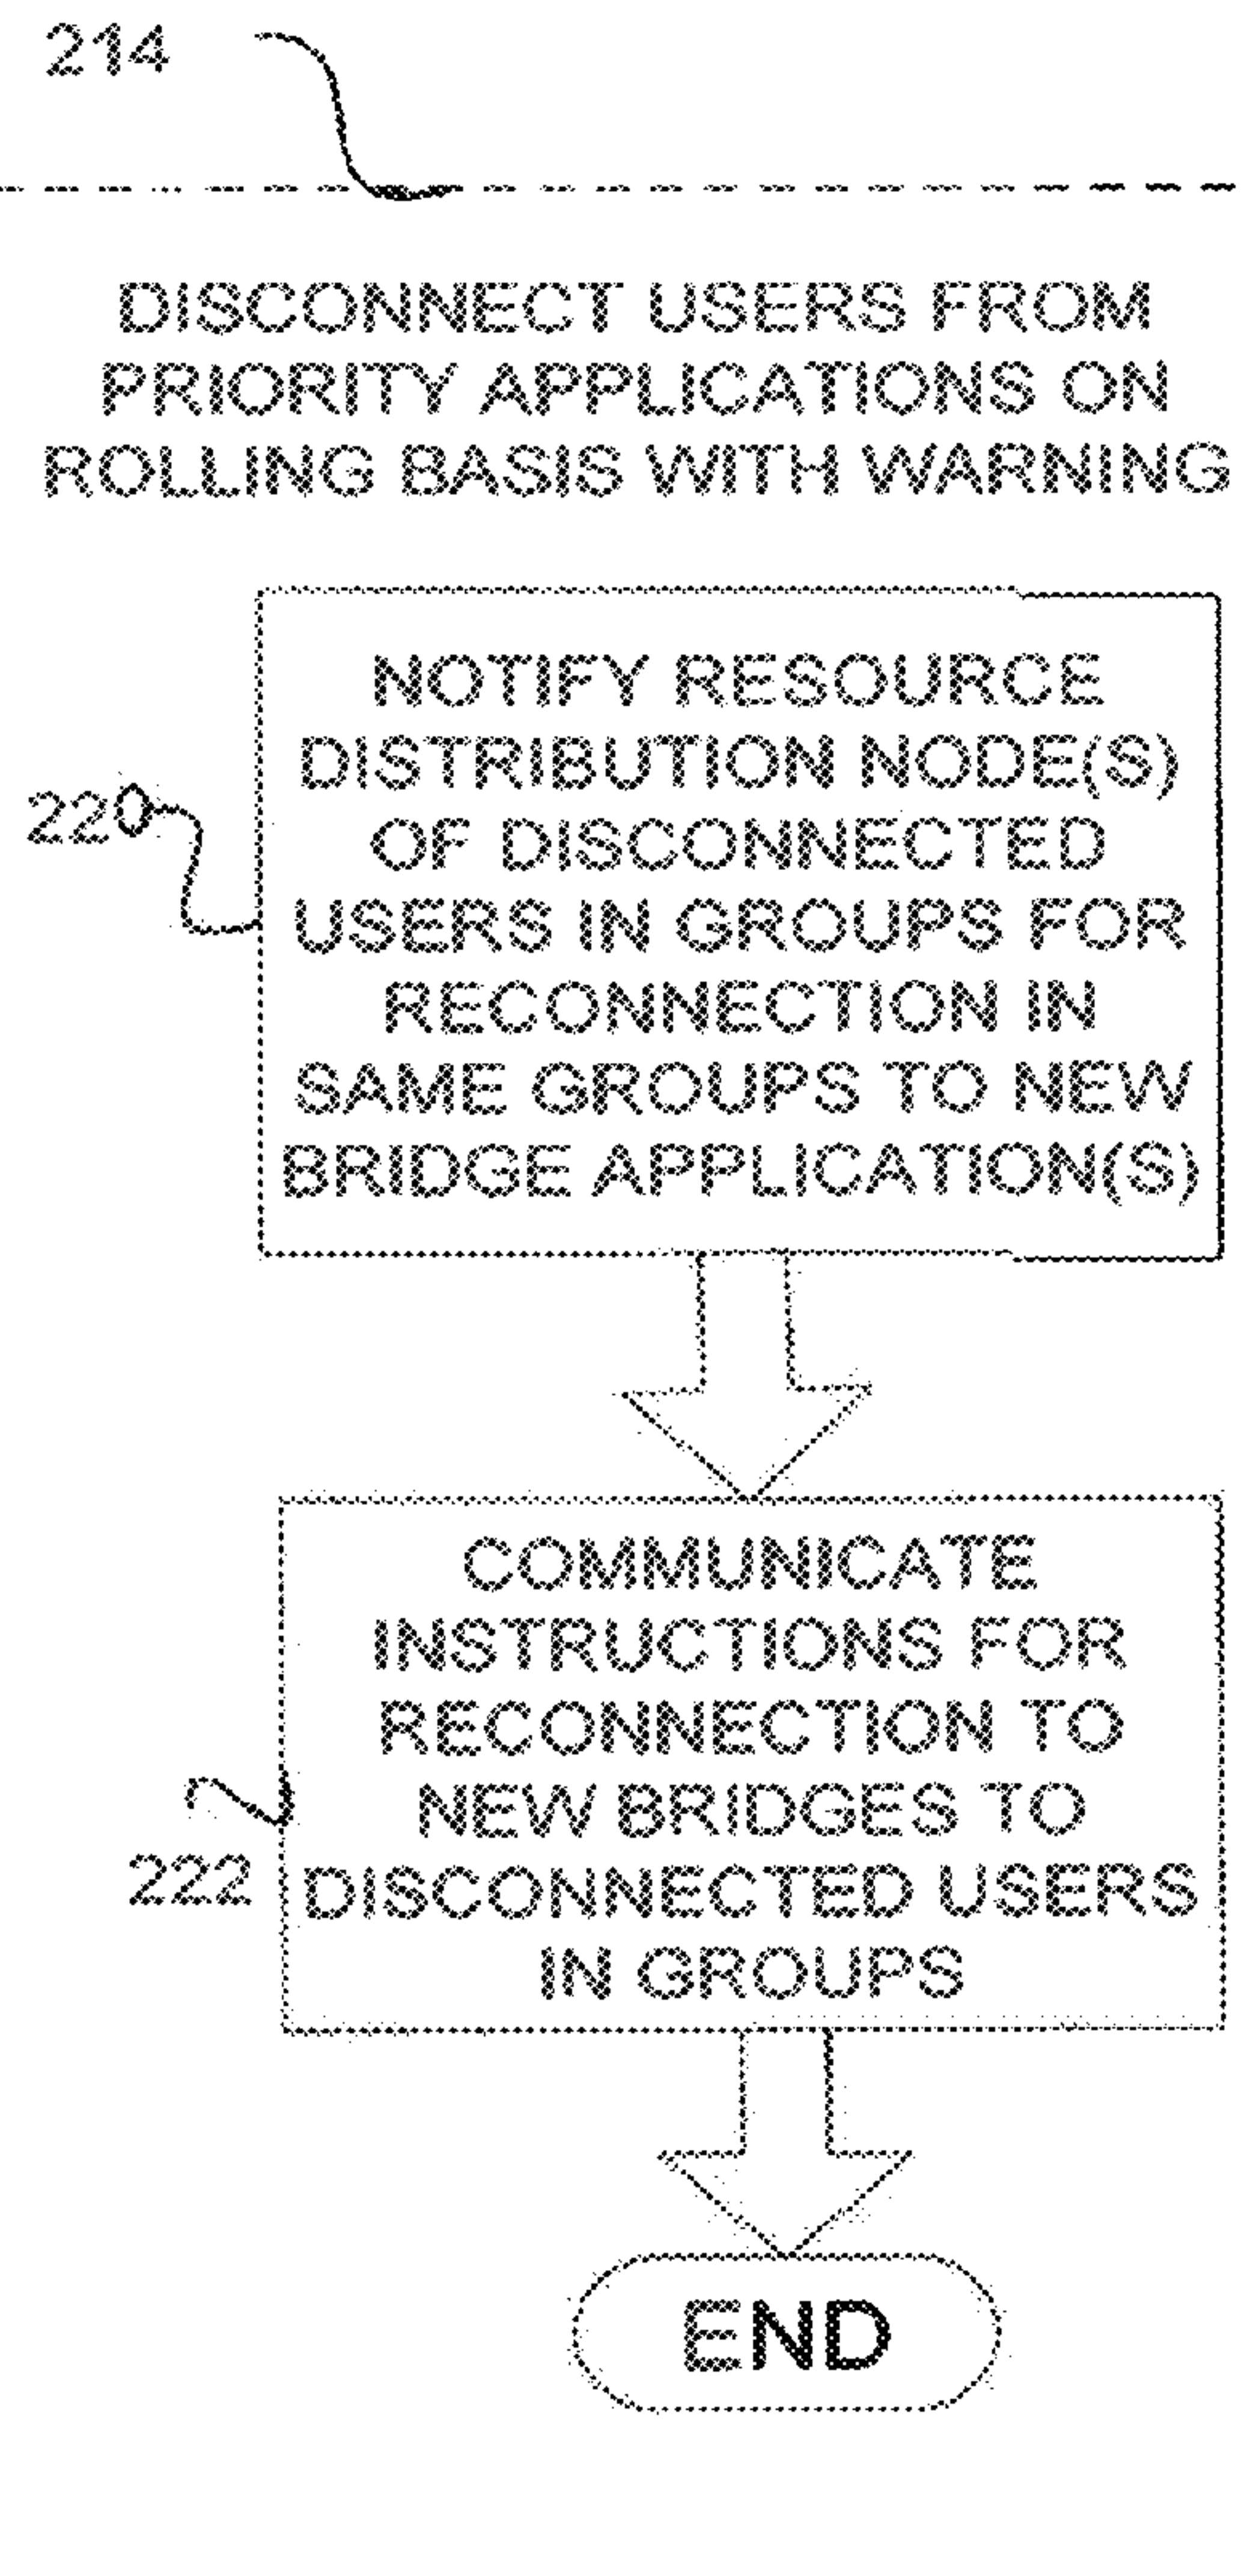 214
DISCONNECT USERS FROM
PRIORITY APPLICATIONS ON
ROLLING BASIS WITH WARNING
NOTIFY RESOURCE
DISTRIBUTION NODE(S)
OF DISCONNECTED
USERS IN GROUPS FOR
RECONNECTION IN
SAME GROUPS TO NEW
BRIDGE APPLICATION(S)
220
COMMUNICATE
INSTRUCTIONS FOR
RECONNECTION TO
NEW BRIDGES TO
DISCONNECTED USERS
IN GROUPS
222
END